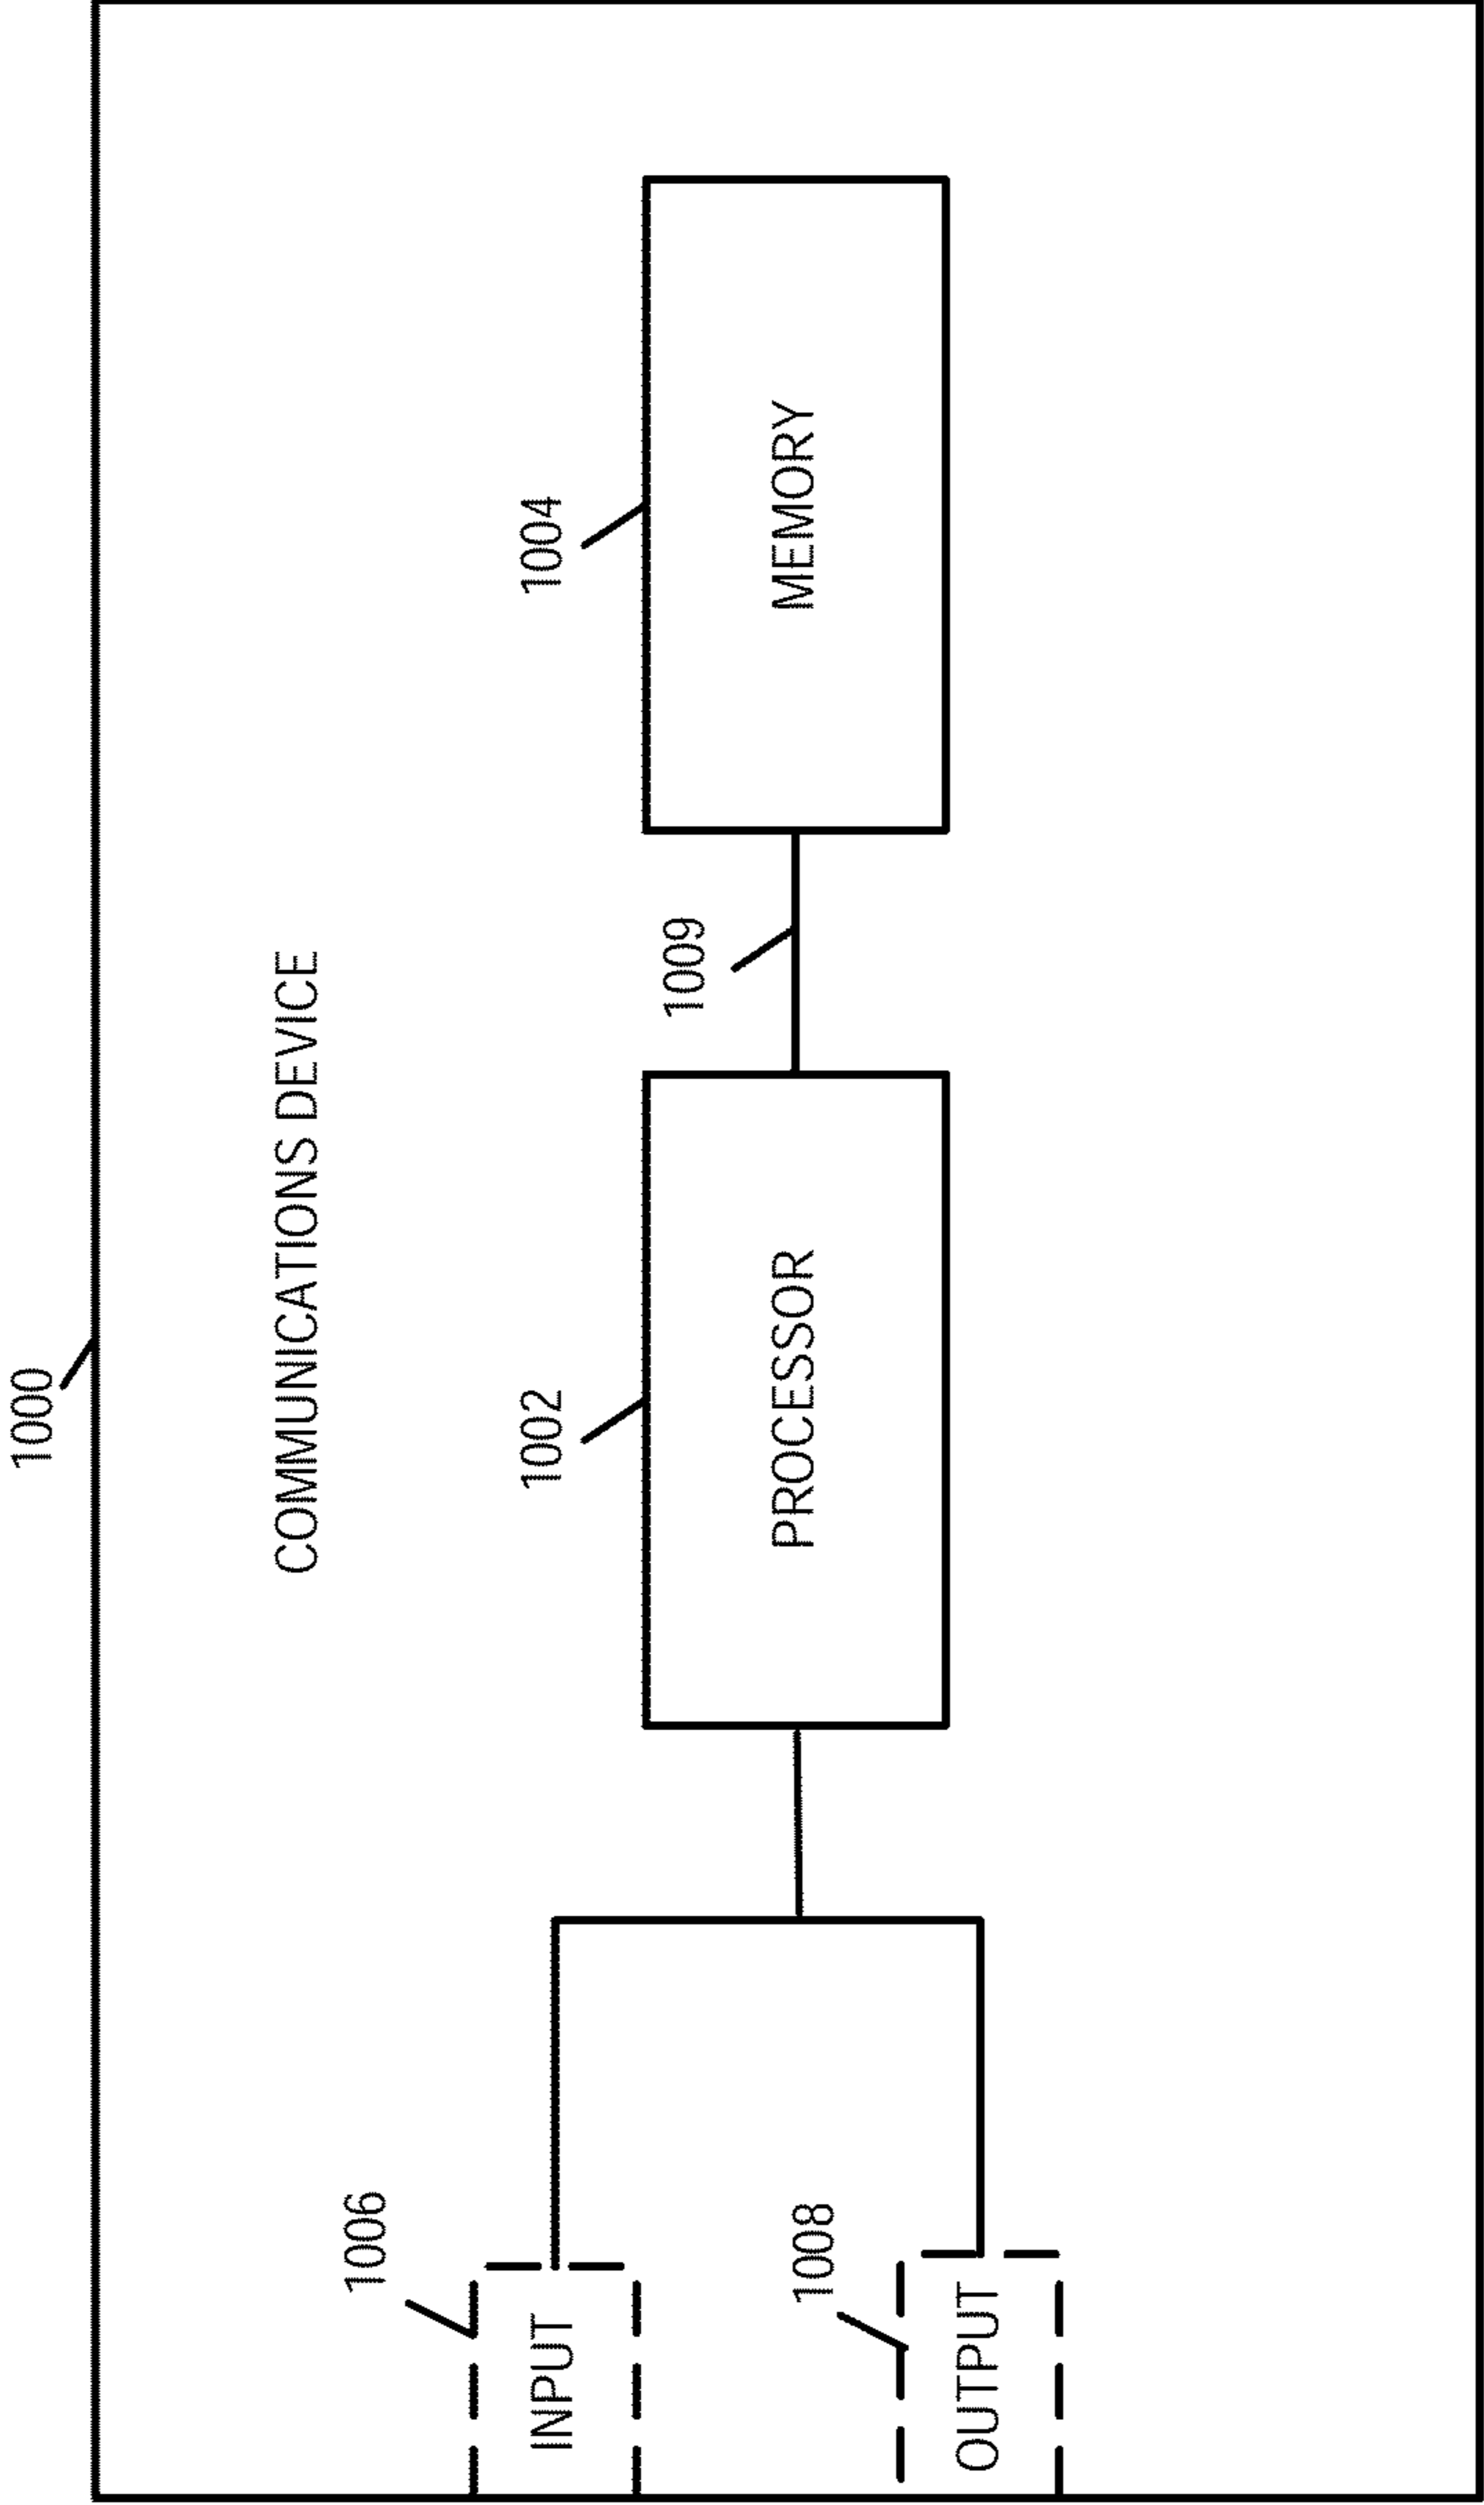 1000
COMMUNICATIONS DEVICE
1006
INPUT
1002
PROCESSOR
1009
1004
MEMORY
1008
OUTPUT